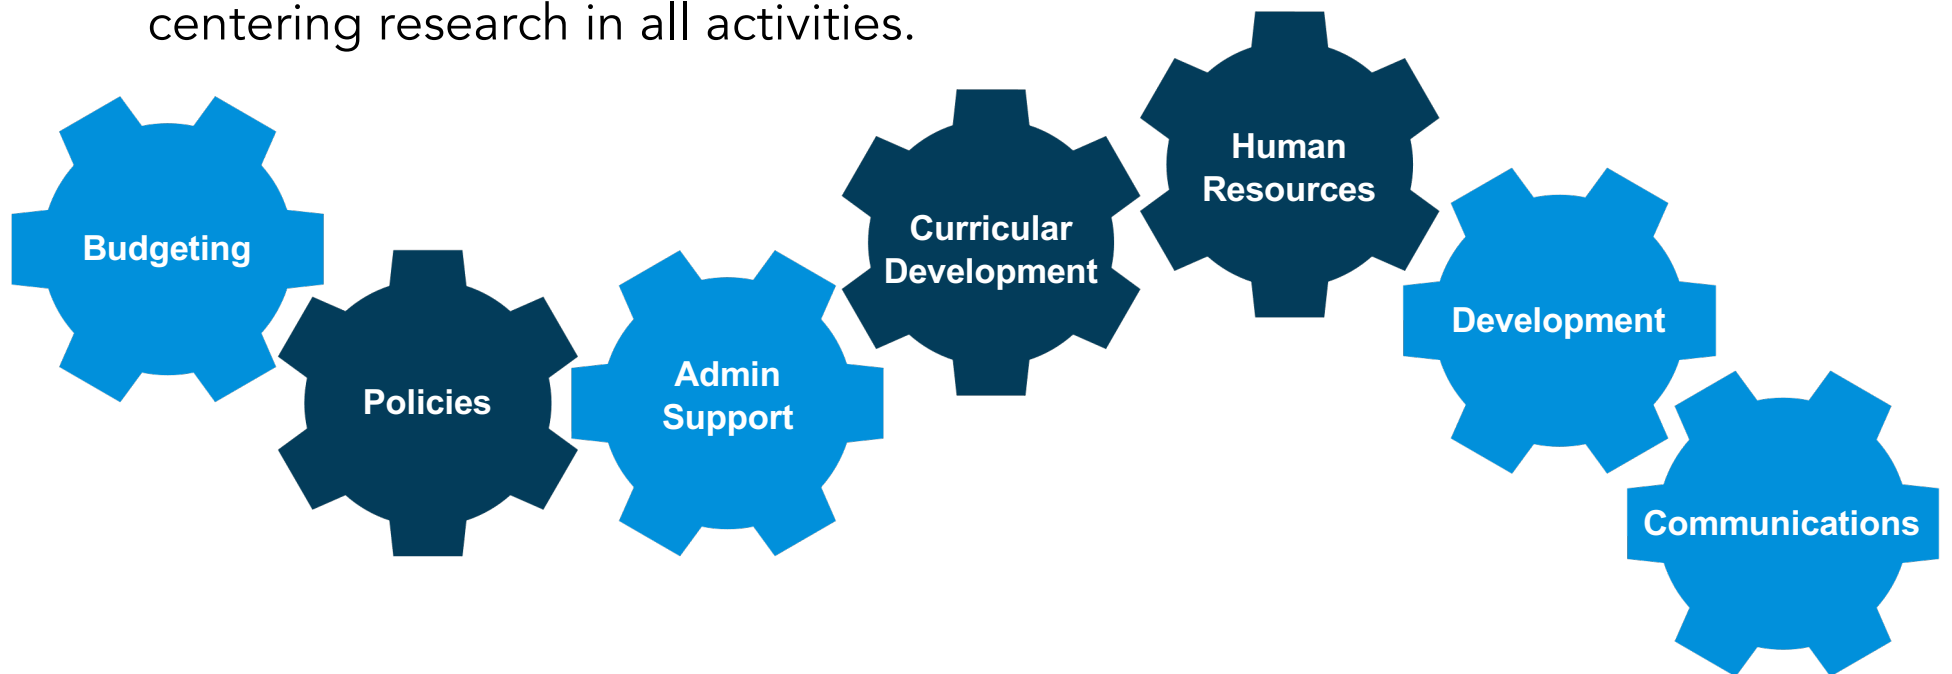 centering research in all activities.
Budgeting
Policies
Admin
Support
Curricular
Development
Human
Resources
Development
Communications